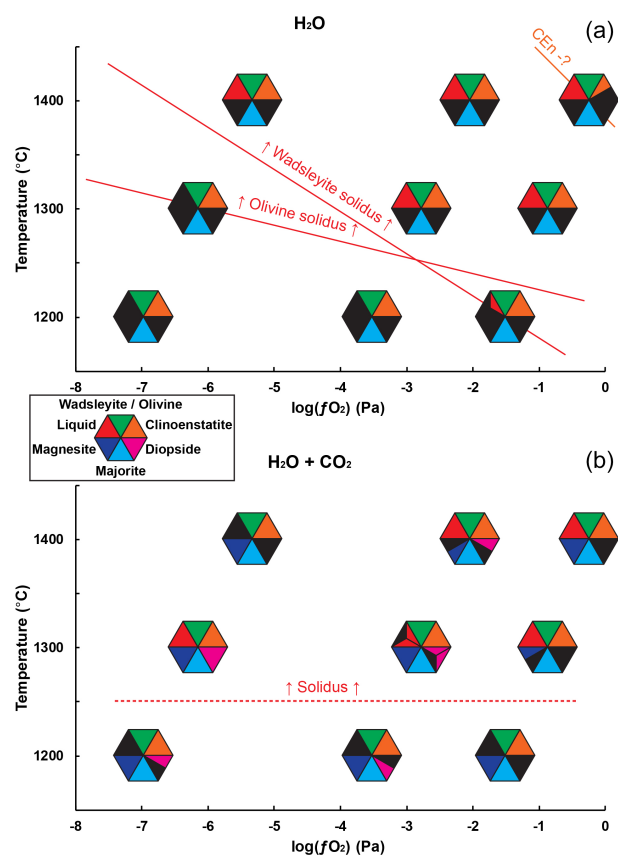 H₂O
(a)
CEn -?
1400
1300
1200
Temperature (°C)
↑ Wadsleyite solidus ↑
↑ Olivine solidus ↑
-8 -7 -6 -5 -4 -3 -2 -1 0
log(ƒO₂) (Pa)
Wadsleyite / Olivine
Liquid Clinoenstatite
Magnesite Diopside
Majorite
H₂O + CO₂
(b)
1400
1300
1200
Temperature (°C)
↑ Solidus ↑
-8 -7 -6 -5 -4 -3 -2 -1 0
log(ƒO₂) (Pa)